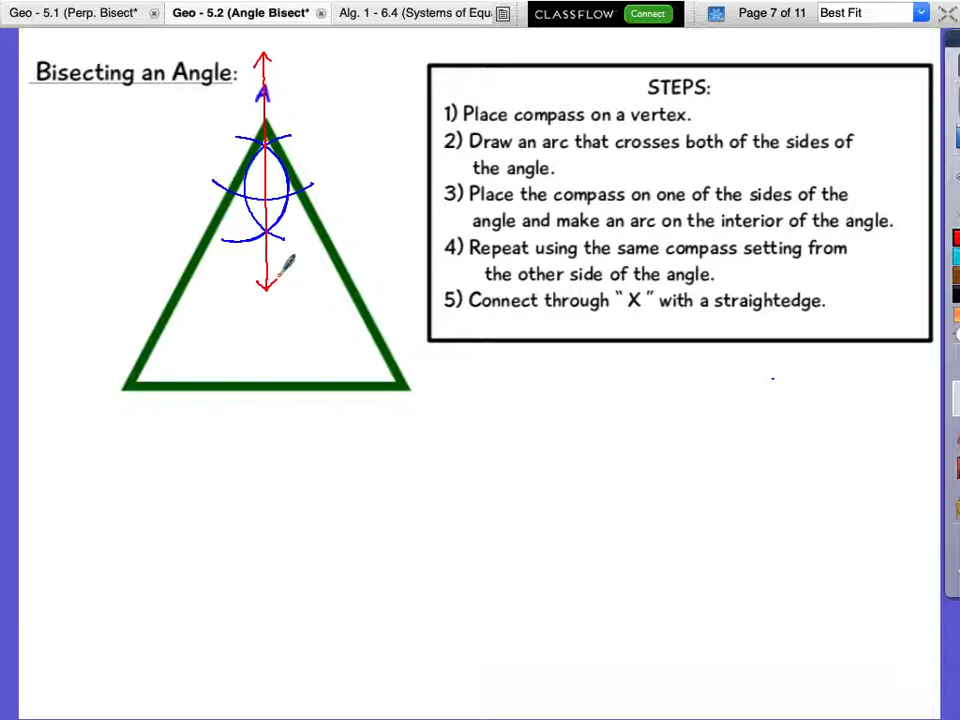 Geo - 5.1 (Perp. Bisect*
Geo - 5.2 (Angle Bisect*
Alg. 1 - 6.4 (Systems of Equa
CLASSFLOW
Connect
Page 7 of 11
Best Fit
Bisecting an Angle:
A
STEPS:
1) Place compass on a vertex.
2) Draw an arc that crosses both of the sides of
the angle.
3) Place the compass on one of the sides of the
angle and make an arc on the interior of the angle.
4) Repeat using the same compass setting from
the other side of the angle.
5) Connect through “ X ” with a straightedge.